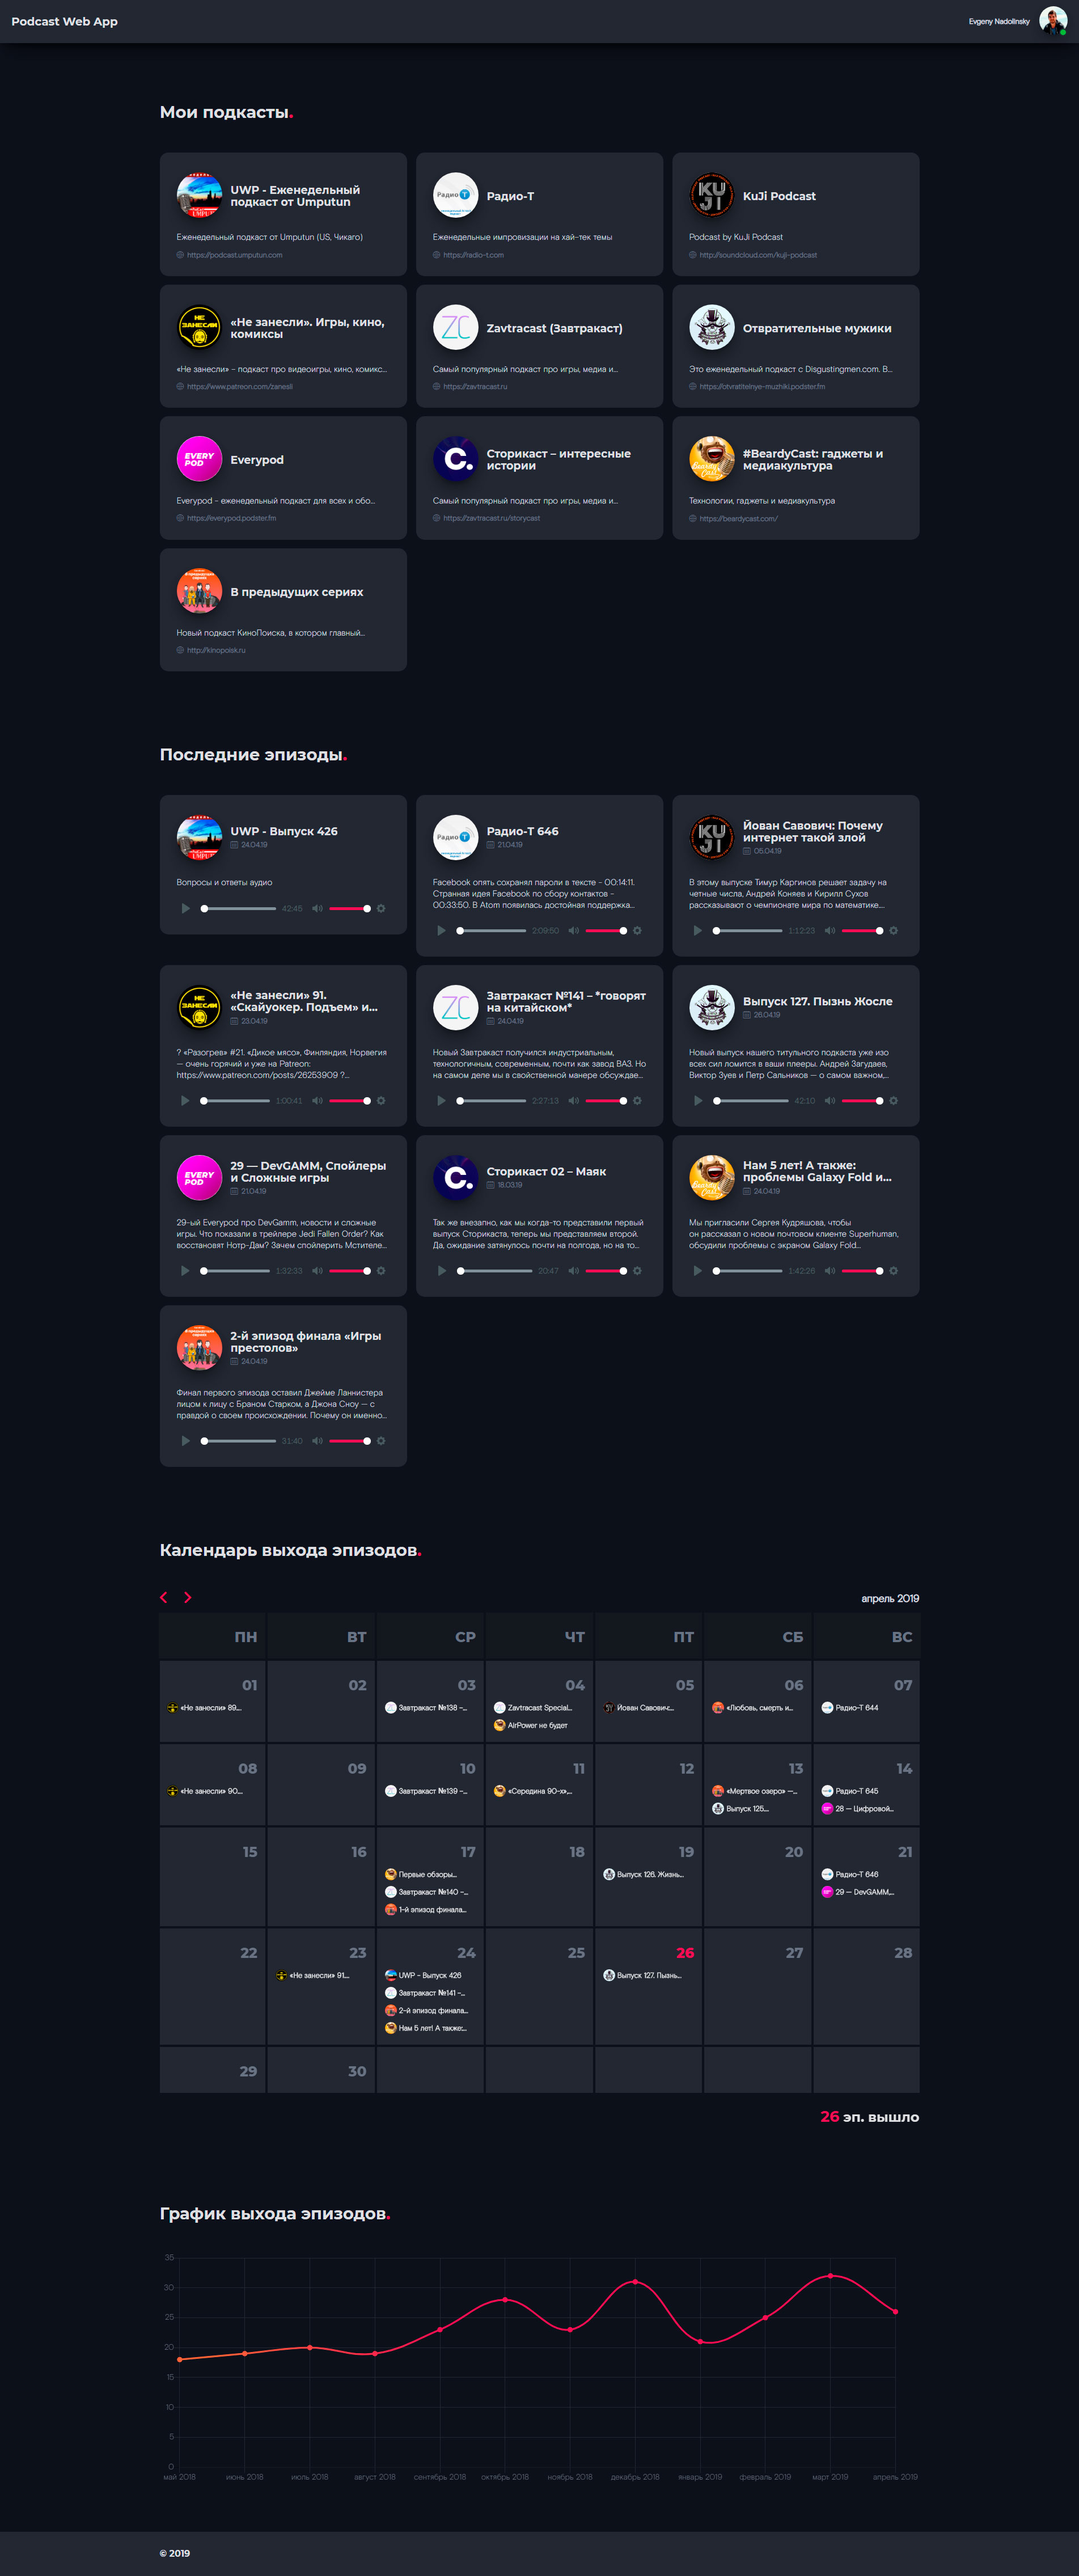 Podcast Web App
Evgeny Nadolinsky
Мои подкасты.
UWP - Еженедельный
подкаст от Umputun
Еженедельный подкаст от Umputun (US, Чикаго)
https://podcast.umputun.com
Радио-Т
Еженедельные импровизации на хай-тек темы
https://radio-t.com
KuJi Podcast
Podcast by KuJi Podcast
http://soundcloud.com/kuji-podcast
«Не занесли». Игры, кино,
комиксы
«Не занесли» – подкаст про видеоигры, кино, комикс...
https://www.patreon.com/zanesli
Zavtracast (Завтракаст)
Самый популярный подкаст про игры, медиа и...
https://zavtracast.ru
Отвратительные мужики
Это еженедельный подкаст с Disgustingmen.com. В...
https://otvratitelnye-muzhiki.podster.fm
EVERY
POD
Everypod
Everypod - еженедельный подкаст для всех и обо...
https://everypod.podster.fm
Сторикаст – интересные
истории
Самый популярный подкаст про игры, медиа и...
https://zavtracast.ru/storycast
#BeardyCast: гаджеты и
медиакультура
Технологии, гаджеты и медиакультура
https://beardycast.com/
В предыдущих сериях
Новый подкаст КиноПоиска, в котором главный...
http://kinopoisk.ru
Последние эпизоды.
UWP - Выпуск 426
24.04.19
Вопросы и ответы аудио
42:45
Радио-Т 646
21.04.19
Facebook опять сохранял пароли в тексте - 00:14:11.
Странная идея Facebook по сбору контактов -
00:33:50. В Atom появилась достойная поддержка...
2:09:50
Йован Савович: Почему
интернет такой злой
05.04.19
В этому выпуске Тимур Каргинов решает задачу на
четные числа, Андрей Коняев и Кирилл Сухов
рассказывают о чемпионате мира по математике....
1:12:23
«Не занесли» 91.
«Скайуокер. Подъем» и...
23.04.19
? «Разогрев» #21. «Дикое мясо», Финляндия, Норвегия
— очень горячий и уже на Patreon:
https://www.patreon.com/posts/26253909 ?...
1:00:41
Завтракаст №141 – *говорят
на китайском*
24.04.19
Новый Завтракаст получился индустриальным,
технологичным, современным, почти как завод ВАЗ. Но
на самом деле мы в свойственной манере обсуждае...
2:27:13
Выпуск 127. Пызнь Жосле
26.04.19
Новый выпуск нашего титульного подкаста уже изо
всех сил ломится в ваши плееры. Андрей Загудаев,
Виктор Зуев и Петр Сальников — о самом важном,...
42:10
EVERY
POD
29 — DevGAMM, Спойлеры
и Сложные игры
21.04.19
29-ый Everypod про DevGamm, новости и сложные
игры. Что показали в трейлере Jedi Fallen Order? Как
восстановят Нотр-Дам? Зачем спойлерить Мстителе...
1:32:33
Сторикаст 02 – Маяк
18.03.19
Так же внезапно, как мы когда-то представили первый
выпуск Сторикаста, теперь мы представляем второй.
Да, ожидание затянулось почти на полгода, но на то...
20:47
Нам 5 лет! А также:
проблемы Galaxy Fold и...
24.04.19
Мы пригласили Сергея Кудряшова, чтобы
он рассказал о новом почтовом клиенте Superhuman,
обсудили проблемы с экраном Galaxy Fold...
1:42:26
2-й эпизод финала «Игры
престолов»
24.04.19
Финал первого эпизода оставил Джейме Ланнистера
лицом к лицу с Браном Старком, а Джона Сноу — с
правдой о своем происхождении. Почему он именно...
31:40
Календарь выхода эпизодов.
апрель 2019
ПН ВТ СР ЧТ ПТ СБ ВС
01 02 03 04 05 06 07
«Не занесли» 89....
Завтракаст №138 –...
Zavtracast Special...
AirPower не будет
Йован Савович:...
«Любовь, смерть и...
Радио-Т 644
08 09 10 11 12 13 14
«Не занесли» 90....
Завтракаст №139 –...
«Середина 90-х»,...
«Мертвое озеро» —...
Выпуск 125....
Радио-Т 645
28 — Цифровой...
15 16 17 18 19 20 21
Первые обзоры...
Завтракаст №140 –...
1-й эпизод финала...
Выпуск 126. Жизнь...
Радио-Т 646
29 — DevGAMM,...
22 23 24 25 26 27 28
«Не занесли» 91....
UWP - Выпуск 426
Завтракаст №141 –...
2-й эпизод финала...
Нам 5 лет! А также:...
Выпуск 127. Пызнь...
29 30
26 эп. вышло
График выхода эпизодов.
35
30
25
20
15
10
5
0
май 2018 июнь 2018 июль 2018 август 2018 сентябрь 2018 октябрь 2018 ноябрь 2018 декабрь 2018 январь 2019 февраль 2019 март 2019 апрель 2019
© 2019